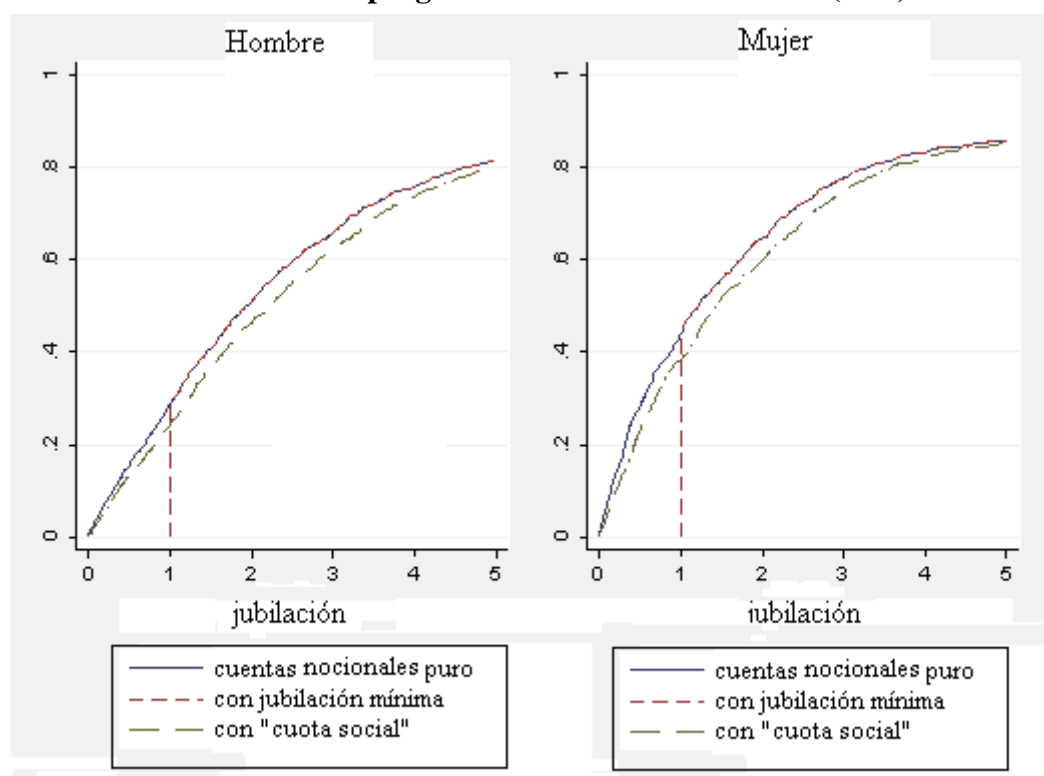 Hombre
1
.8
.6
.4
.2
0
0 1 2 3 4 5
jubilación
cuentas nocionales puro
con jubilación mínima
con "cuota social"
Mujer
1
.8
.6
.4
.2
0
0 1 2 3 4 5
jubilación
cuentas nocionales puro
con jubilación mínima
con "cuota social"